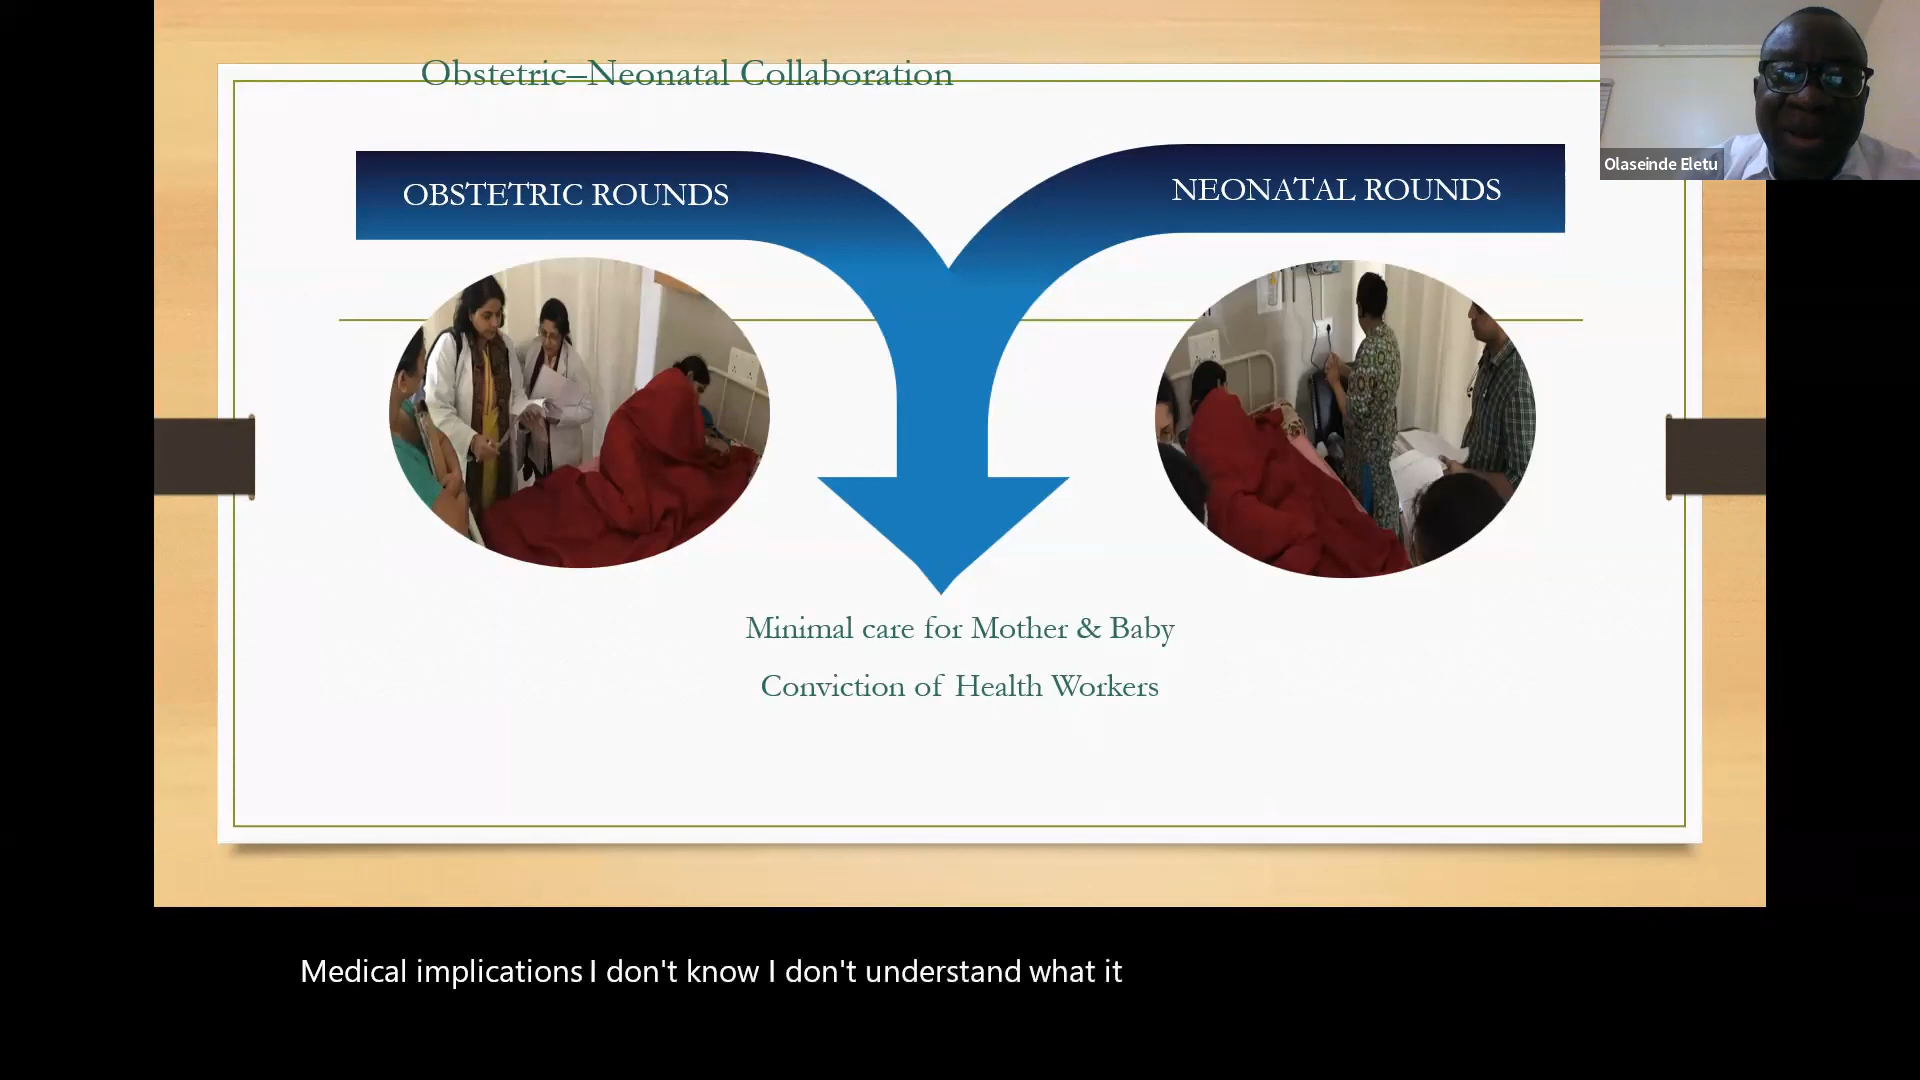 Obstetric–Neonatal Collaboration
OBSTETRIC ROUNDS
NEONATAL ROUNDS
Olaseinde Eletu
Minimal care for Mother & Baby
Conviction of Health Workers
Medical implications I don't know I don't understand what it